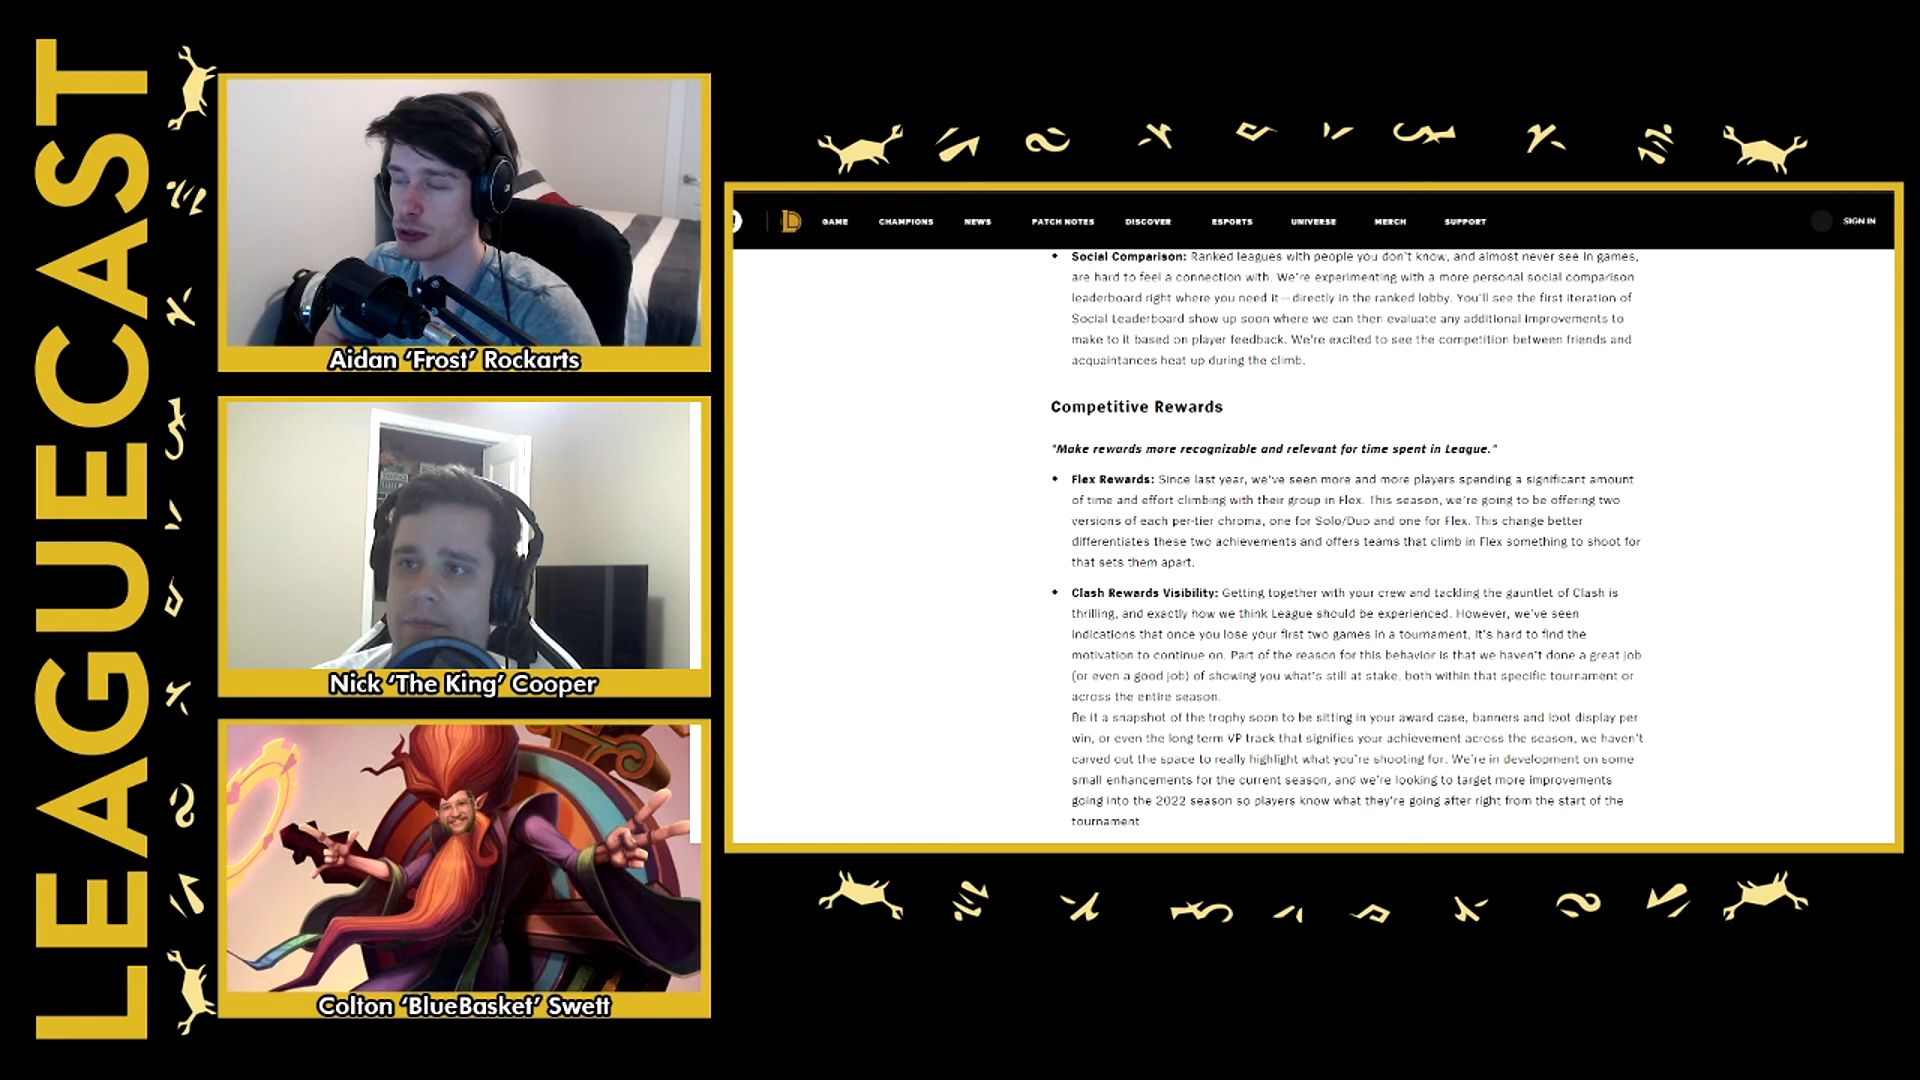 LEAGUECAST
Aidan ‘Frost’ Rockarts
Nick ‘The King’ Cooper
Colton ‘BlueBasket’ Swett
GAME CHAMPIONS NEWS PATCH NOTES DISCOVER ESPORTS UNIVERSE MERCH SUPPORT SIGN IN
• Social Comparison: Ranked leagues with people you don't know, and almost never see in games,
are hard to feel a connection with. We're experimenting with a more personal social comparison
leaderboard right where you need it—directly in the ranked lobby. You'll see the first iteration of
Social Leaderboard show up soon where we can then evaluate any additional improvements to
make to it based on player feedback. We're excited to see the competition between friends and
acquaintances heat up during the climb.
Competitive Rewards
"Make rewards more recognizable and relevant for time spent in League."
• Flex Rewards: Since last year, we've seen more and more players spending a significant amount
of time and effort climbing with their group in Flex. This season, we're going to be offering two
versions of each per-tier chroma, one for Solo/Duo and one for Flex. This change better
differentiates these two achievements and offers teams that climb in Flex something to shoot for
that sets them apart.
• Clash Rewards Visibility: Getting together with your crew and tackling the gauntlet of Clash is
thrilling, and exactly how we think League should be experienced. However, we've seen
indications that once you lose your first two games in a tournament, it's hard to find the
motivation to continue on. Part of the reason for this behavior is that we haven't done a great job
(or even a good job) of showing you what's still at stake, both within that specific tournament or
across the entire season.
Be it a snapshot of the trophy soon to be sitting in your award case, banners and loot display per
win, or even the long term VP track that signifies your achievement across the season, we haven't
carved out the space to really highlight what you're shooting for. We're in development on some
small enhancements for the current season, and we're looking to target more improvements
going into the 2022 season so players know what they're going after right from the start of the
tournament